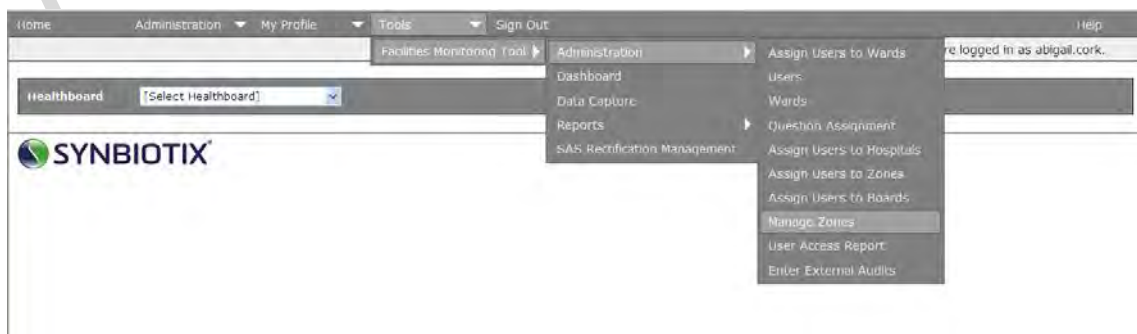 Home Administration My Profile Tools Sign Out Help
Facilities Monitoring Tool Administration Assign Users to Wards re logged in as abigail.cork.
Dashboard Users
Healthboard [Select Healthboard] Data Capture Wards
Reports Question Assignment
SYNBIOTIX SAS Rectification Management Assign Users to Hospitals
Assign Users to Zones
Assign Users to Boards
Manage Zones
User Access Report
Enter External Audits